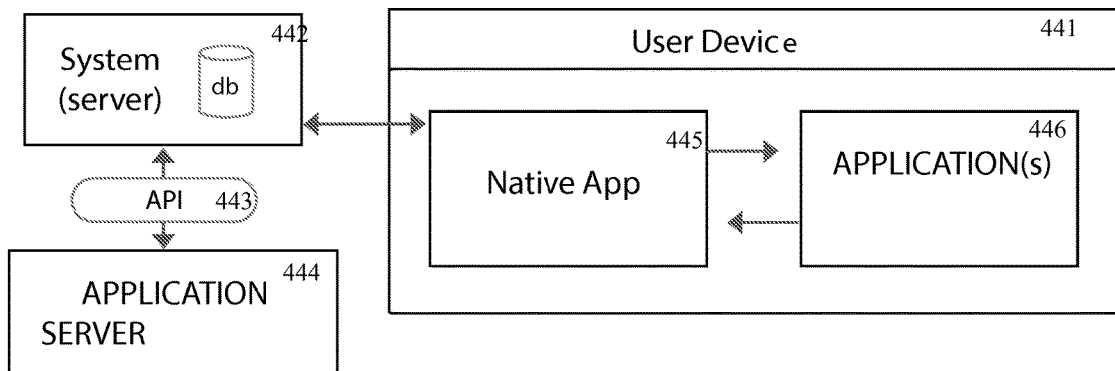 442
System
(server)
db
API 443
444
APPLICATION
SERVER
User Device 441
445
Native App
446
APPLICATION(s)